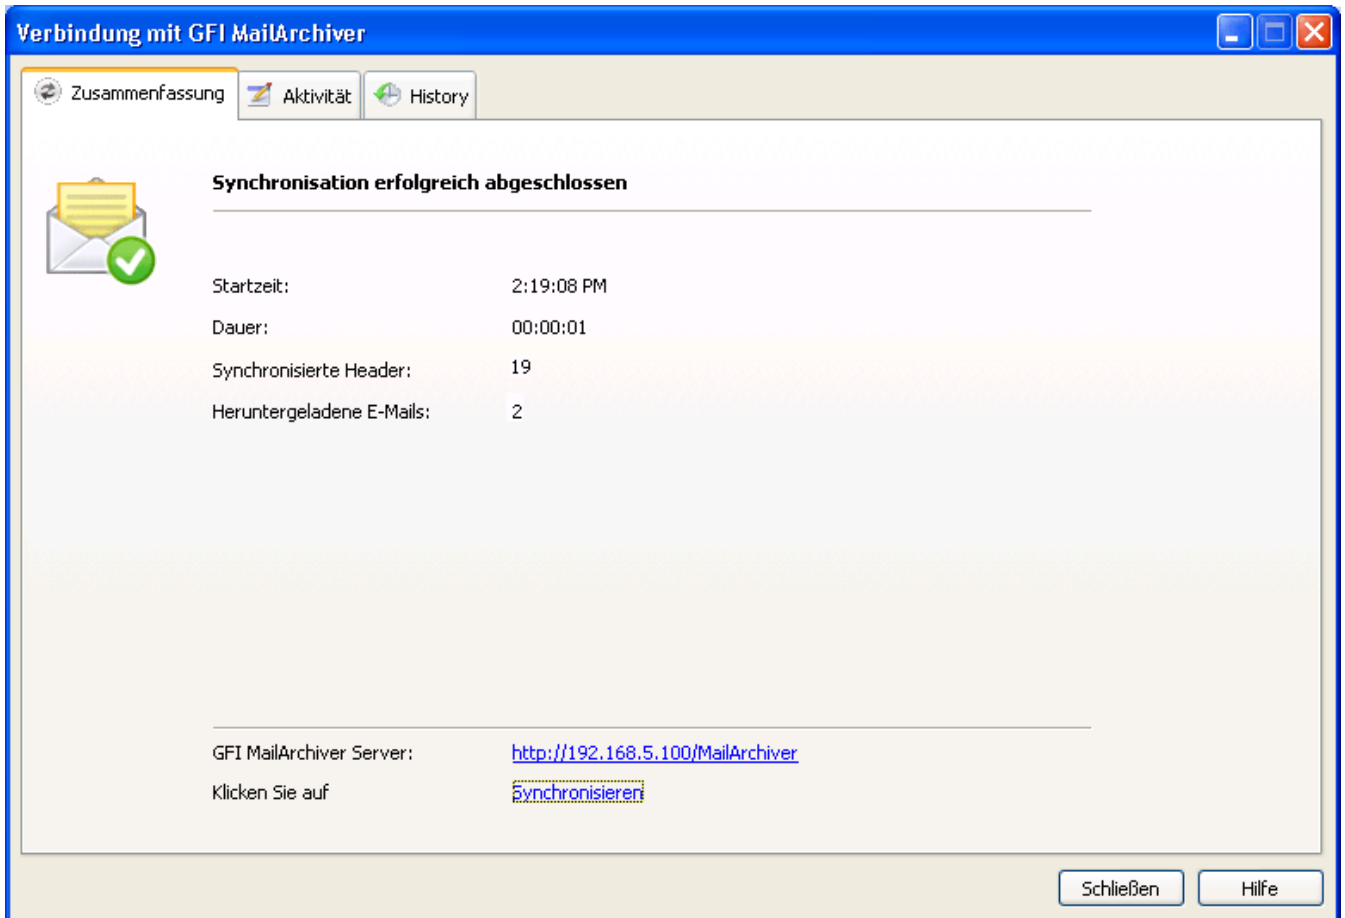 Verbindung mit GFI MailArchiver
Zusammenfassung Aktivität History
Synchronisation erfolgreich abgeschlossen
Startzeit: 2:19:08 PM
Dauer: 00:00:01
Synchronisierte Header: 19
Heruntergeladene E-Mails: 2
GFI MailArchiver Server: http://192.168.5.100/MailArchiver
Klicken Sie auf Synchronisieren
Schließen Hilfe